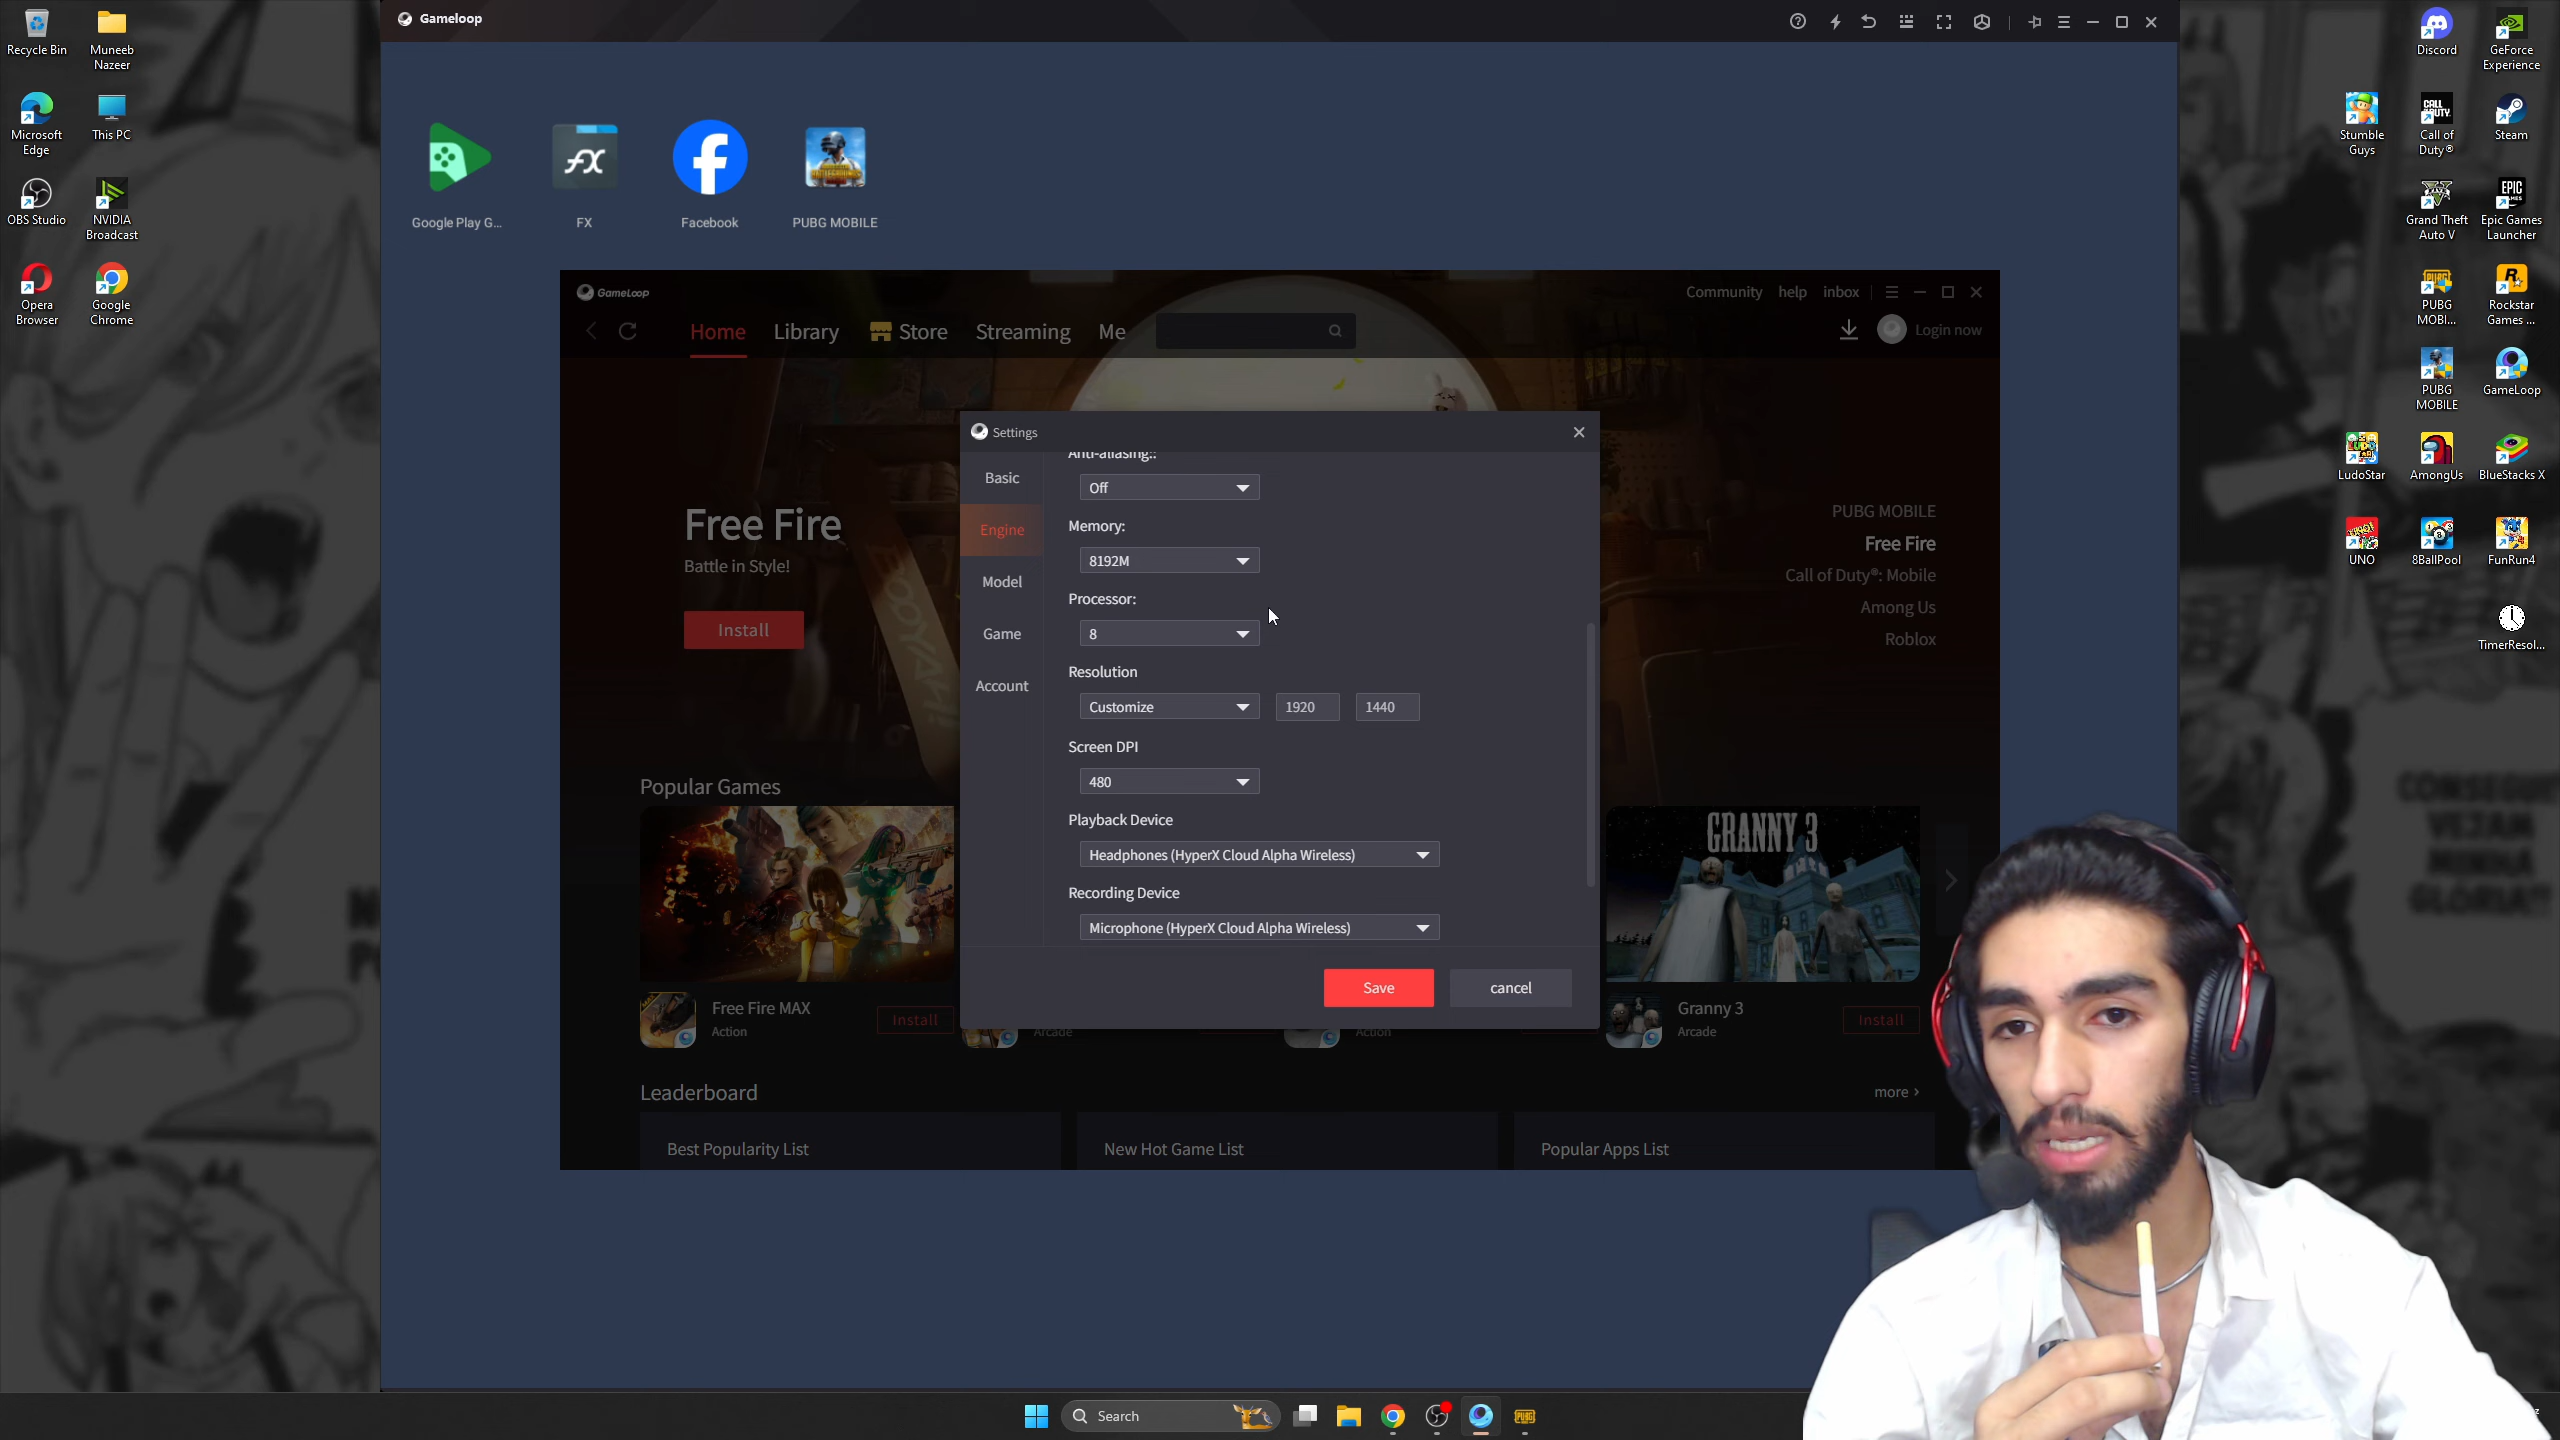 Gameloop
Recycle Bin
Muneeb
Nazeer
Microsoft
Edge
This PC
OBS Studio
NVIDIA
Broadcast
Opera
Browser
Google
Chrome
Google Play G...
FX
Facebook
PUBG MOBILE
Discord
GeForce
Experience
Stumble
Guys
Call of
Duty®
Steam
Grand Theft
Auto V
Epic Games
Launcher
PUBG
MOBI...
Rockstar
Games ...
PUBG
MOBILE
GameLoop
LudoStar
AmongUs
BlueStacks X
UNO
8BallPool
FunRun4
TimerResol...
GameLoop
Community help inbox
Home Library Store Streaming Me
Login now
Free Fire
Battle in Style!
Install
PUBG MOBILE
Free Fire
Call of Duty®: Mobile
Among Us
Roblox
Settings
Basic
Engine
Model
Game
Account
Anti-aliasing::
Off
Memory:
8192M
Processor:
8
Resolution
Customize 1920 1440
Screen DPI
480
Playback Device
Headphones (HyperX Cloud Alpha Wireless)
Recording Device
Microphone (HyperX Cloud Alpha Wireless)
Save cancel
Popular Games
GRANNY 3
Free Fire MAX
Action
Install
Arcade
Action
Granny 3
Arcade
Install
Leaderboard
more ›
Best Popularity List
New Hot Game List
Popular Apps List
Search